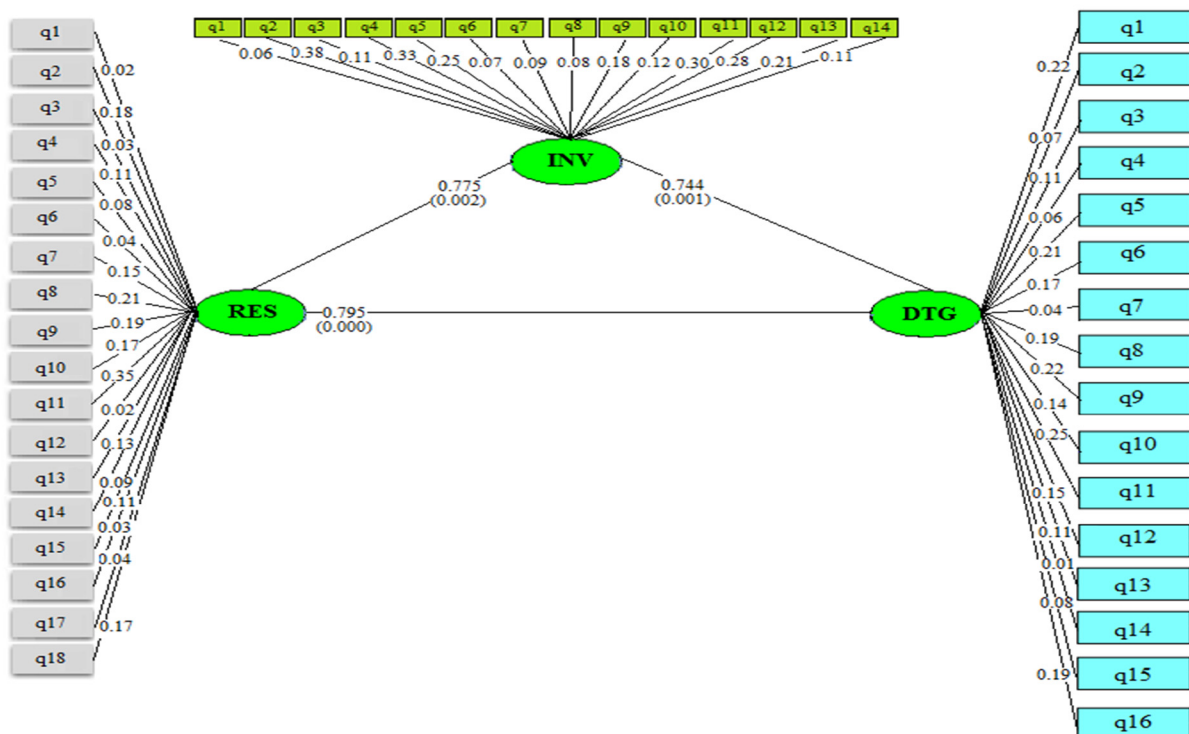 q1 q2 q3 q4 q5 q6 q7 q8 q9 q10 q11 q12 q13 q14
0.06 0.38 0.11 0.33 0.25 0.07 0.09 0.08 0.18 0.12 0.30 0.28 0.21 0.11
INV
0.775
(0.002)
0.744
(0.001)
q1
q2
q3
q4
q5
q6
q7
q8
q9
q10
q11
q12
q13
q14
q15
q16
q17
q18
0.02
0.18
0.03
0.11
0.08
0.04
0.15
0.21
0.19
0.17
0.35
0.02
0.13
0.09
0.11
0.03
0.04
0.17
RES
0.795
(0.000)
DTG
0.22
0.07
0.11
0.06
0.21
0.17
0.04
0.19
0.22
0.14
0.25
0.15
0.11
0.01
0.08
0.19
q1
q2
q3
q4
q5
q6
q7
q8
q9
q10
q11
q12
q13
q14
q15
q16